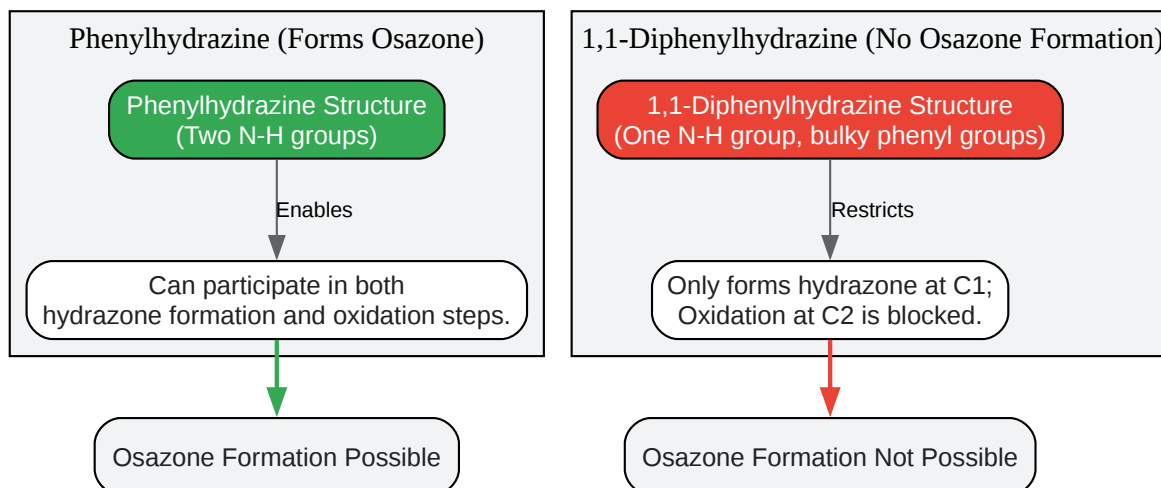 Phenylhydrazine (Forms Osazone)
Phenylhydrazine Structure
(Two N-H groups)
Enables
Can participate in both
hydrazone formation and oxidation steps.
Osazone Formation Possible
1,1-Diphenylhydrazine (No Osazone Formation)
1,1-Diphenylhydrazine Structure
(One N-H group, bulky phenyl groups)
Restricts
Only forms hydrazone at C1;
Oxidation at C2 is blocked.
Osazone Formation Not Possible